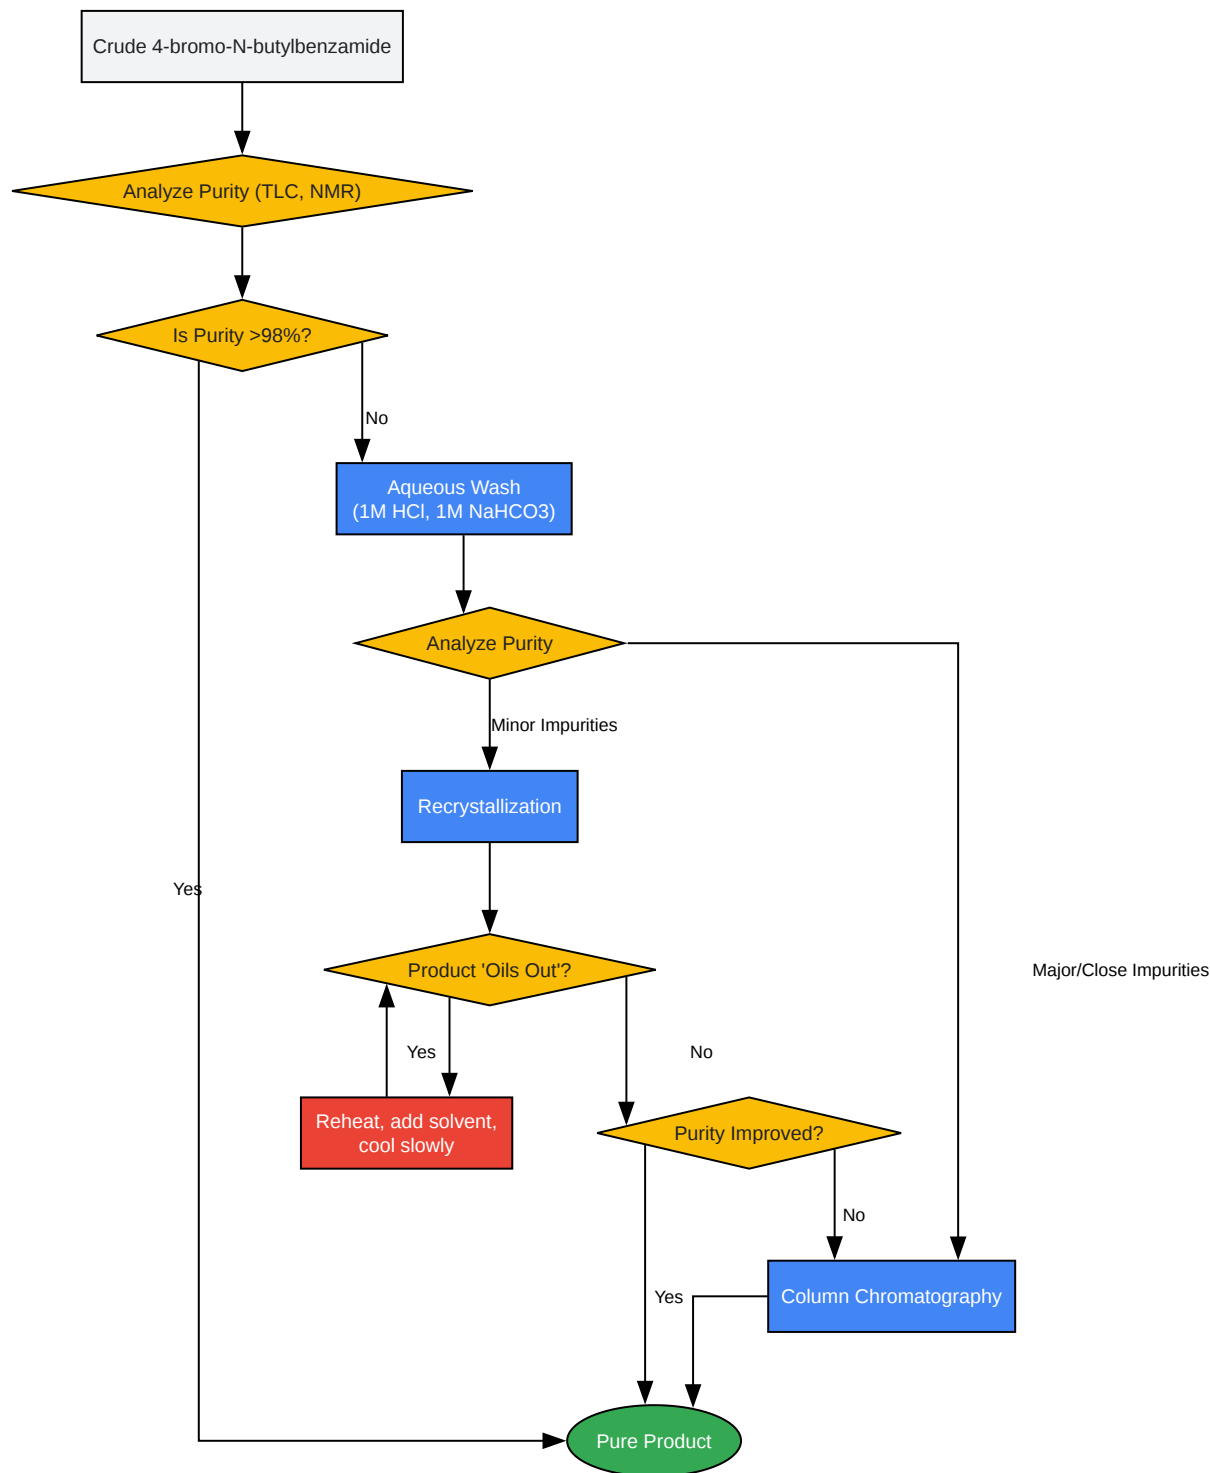 Crude 4-bromo-N-butylbenzamide
Analyze Purity (TLC, NMR)
Is Purity >98%?
No
Aqueous Wash
(1M HCl, 1M NaHCO3)
Analyze Purity
Minor Impurities
Recrystallization
Yes
Product 'Oils Out'?
Major/Close Impurities
Yes
No
Reheat, add solvent,
cool slowly
Purity Improved?
No
Yes
Column Chromatography
Pure Product